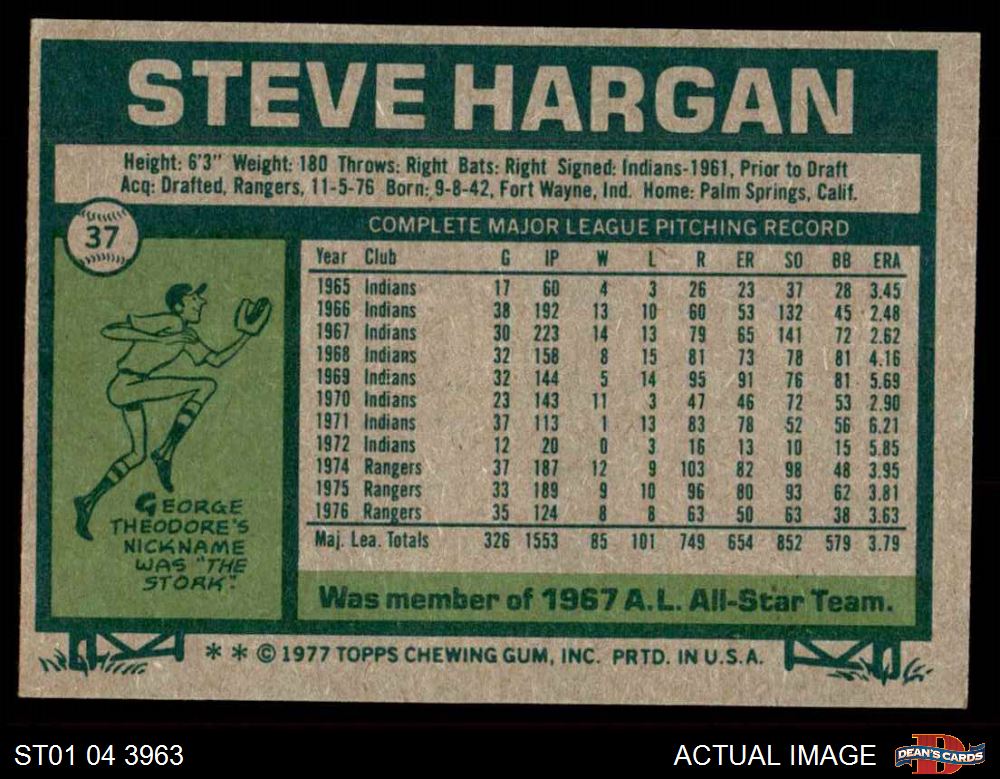 STEVE HARGAN
Height: 6'3" Weight: 180 Throws: Right Bats: Right Signed: Indians-1961, Prior to Draft
Acq: Drafted, Rangers, 11-5-76 Born: 9-8-42, Fort Wayne, Ind. Home: Palm Springs, Calif.
37
COMPLETE MAJOR LEAGUE PITCHING RECORD
Year Club G IP W L R ER SO BB ERA
1965 Indians 17 60 4 3 26 23 37 28 3.45
1966 Indians 38 192 13 10 60 53 132 45 2.48
1967 Indians 30 223 14 13 79 65 141 72 2.62
1968 Indians 32 158 8 15 81 73 78 81 4.16
1969 Indians 32 144 5 14 95 91 76 81 5.69
1970 Indians 23 143 11 3 47 46 72 53 2.90
1971 Indians 37 113 1 13 83 78 52 56 6.21
1972 Indians 12 20 0 3 16 13 10 15 5.85
1974 Rangers 37 187 12 9 103 82 98 48 3.95
1975 Rangers 33 189 9 10 96 80 93 62 3.81
1976 Rangers 35 124 8 8 63 50 63 38 3.63
Maj. Lea. Totals 326 1553 85 101 749 654 852 579 3.79
GEORGE
THEODORE'S
NICKNAME
WAS "THE
STORK".
Was member of 1967 A.L. All-Star Team.
* * © 1977 TOPPS CHEWING GUM, INC. PRTD. IN U.S.A.
ST01 04 3963
ACTUAL IMAGE
DEAN'S CARDS